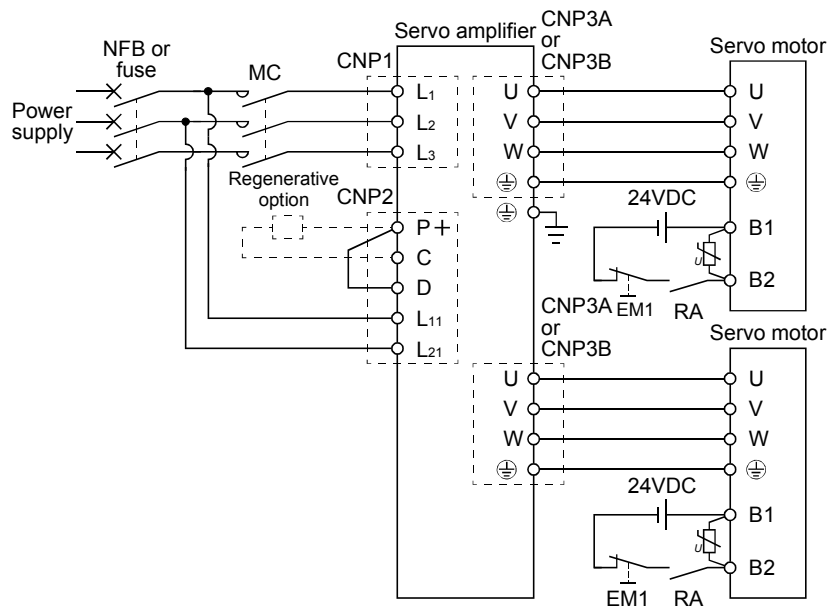 CNP3A
or
CNP3B
Servo amplifier
Servo motor
NFB or
fuse
MC
CNP1
Power
supply
L1
L2
L3
U
V
W
U
V
W
Regenerative
option
CNP2
24VDC
P+
C
D
L11
L21
B1
B2
U
EM1
RA
CNP3A
or
CNP3B
Servo motor
U
V
W
U
V
W
24VDC
B1
B2
U
EM1
RA